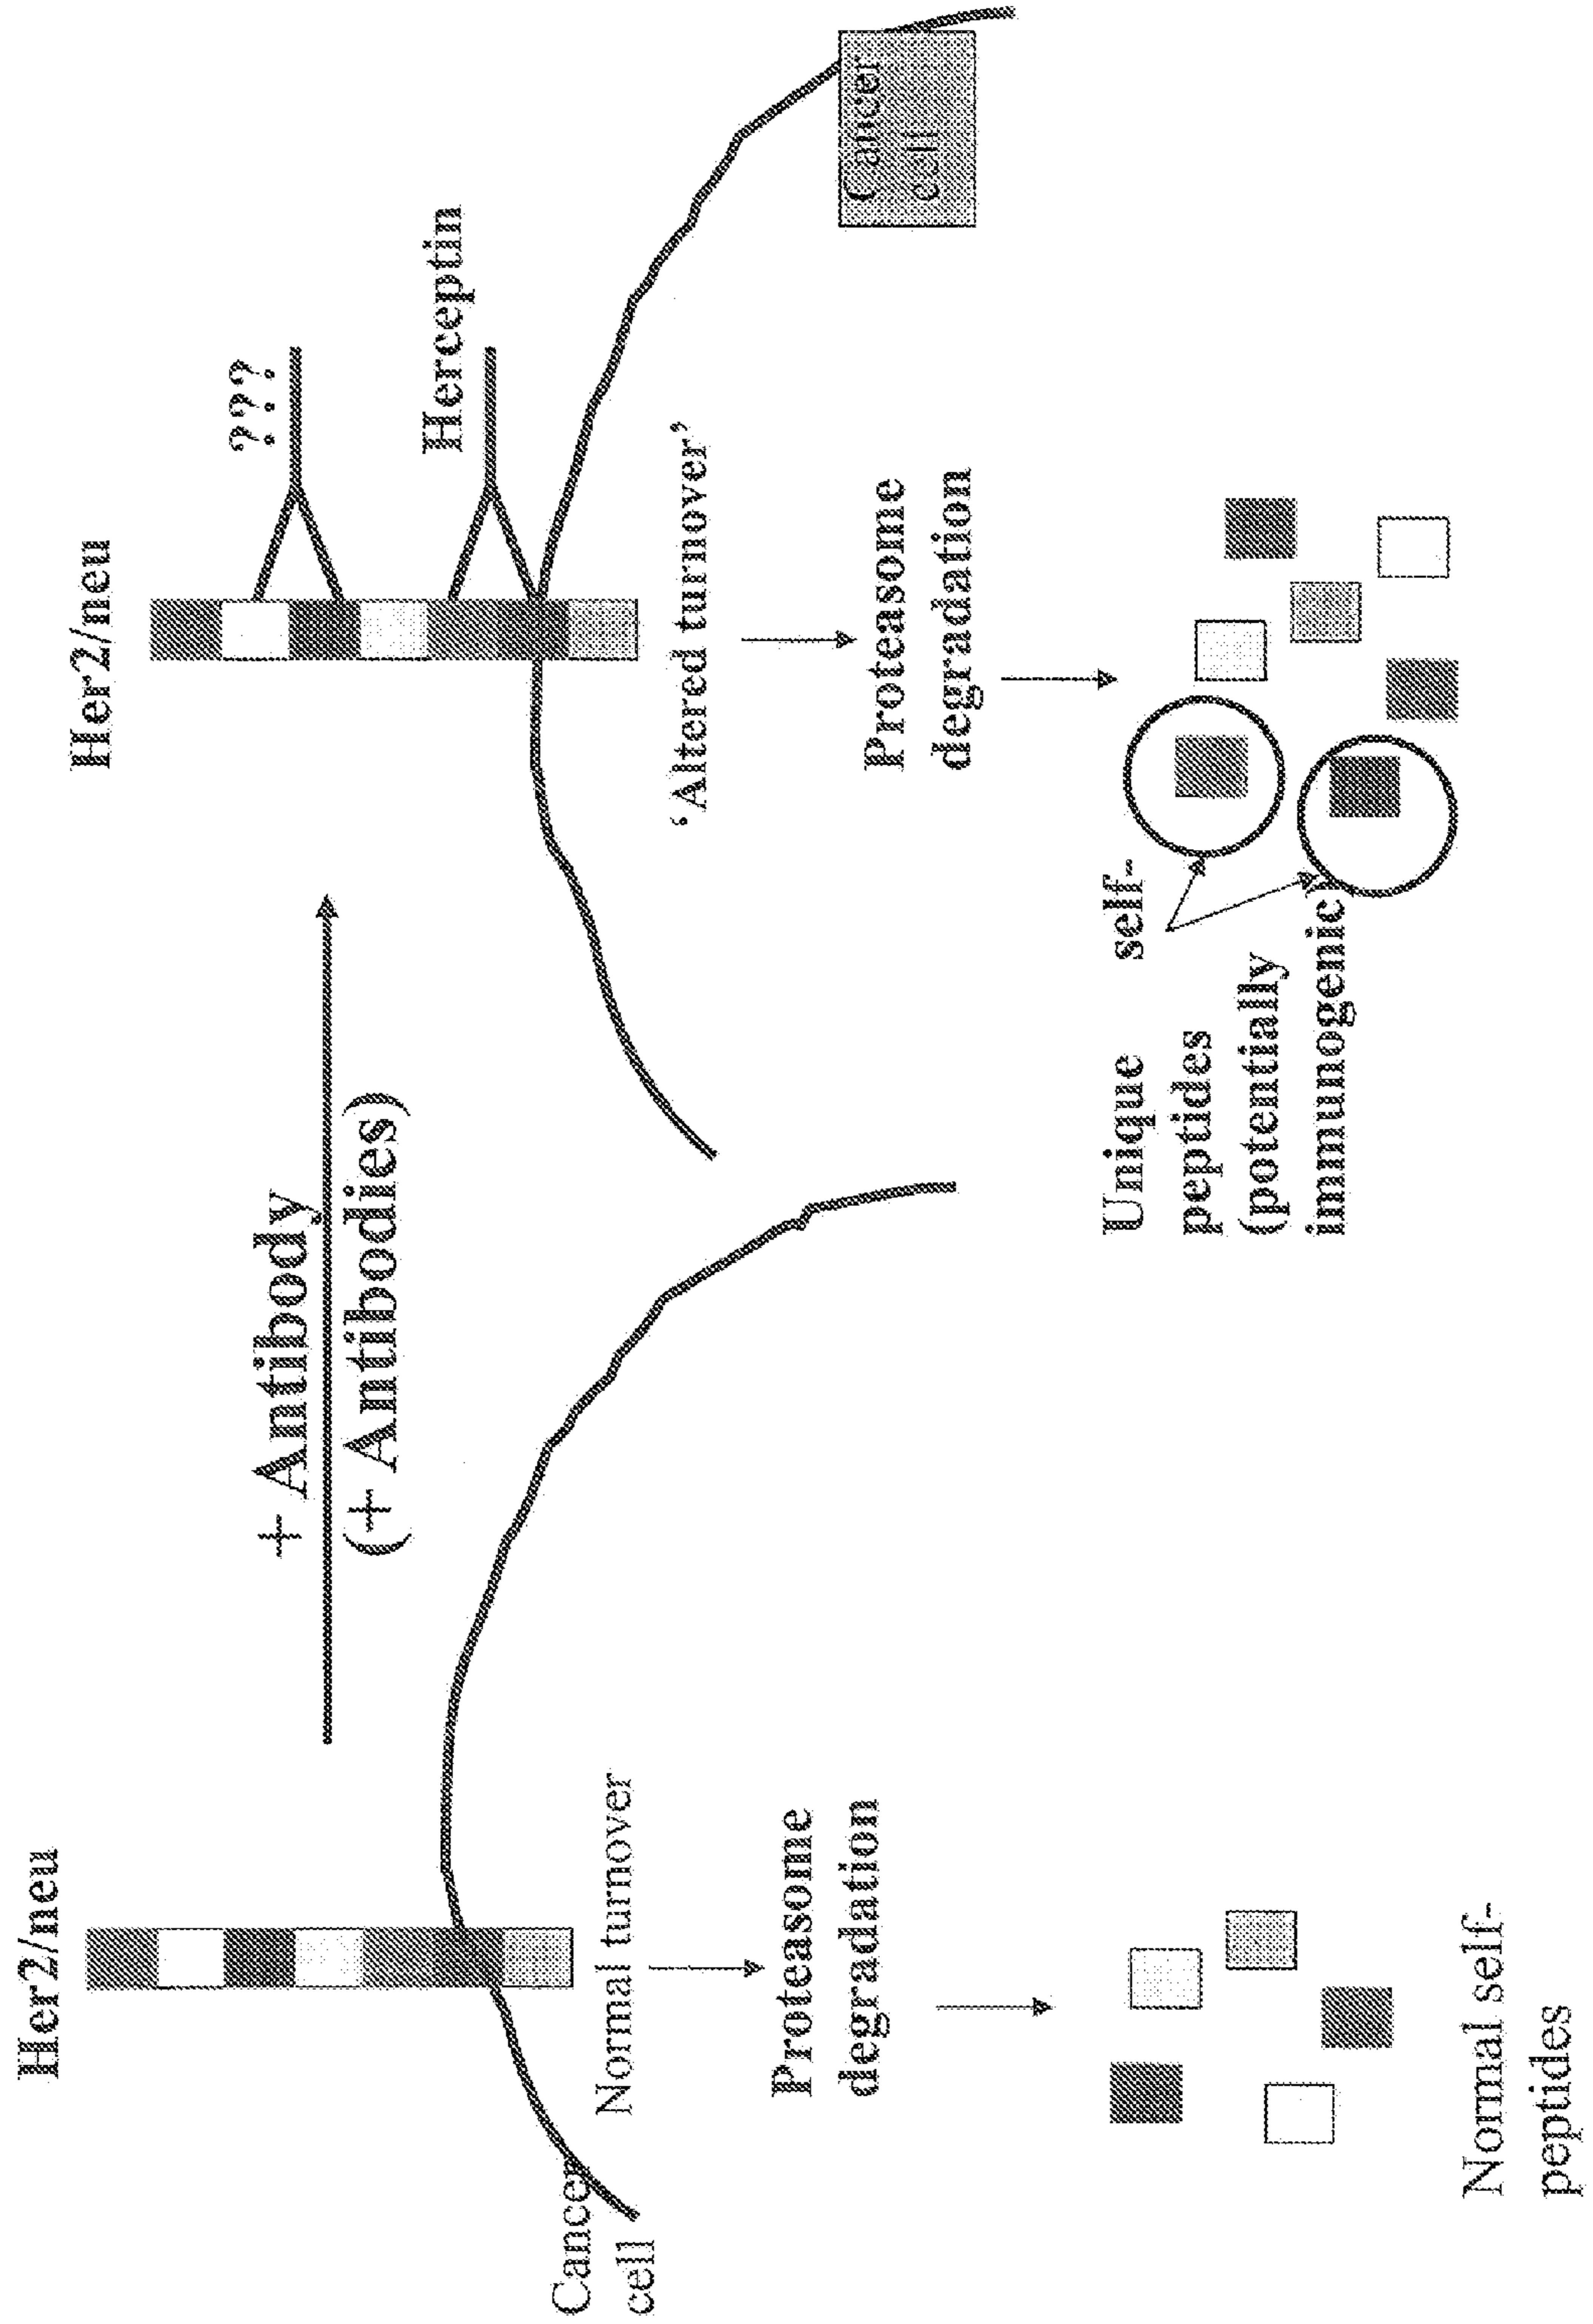 Her2/neu
Cancer
cell
Normal turnover
Proteasome
degradation
Normal self-
peptides
+ Antibody
(+ Antibodies)
Her2/neu
???
Herceptin
Cancer
cell
‘Altered turnover’
Proteasome
degradation
Unique self-
peptides
(potentially
immunogenic)